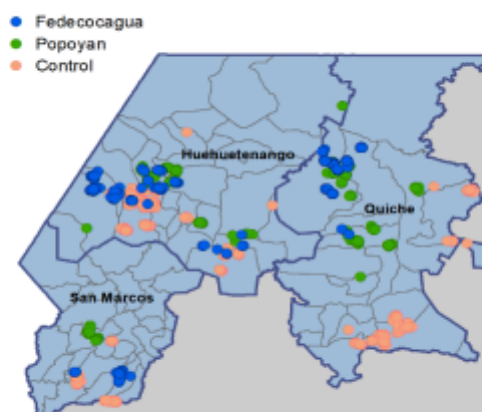 Fedecocagua
Popoyan
Control
Huehuetenango
Quiche
San Marcos